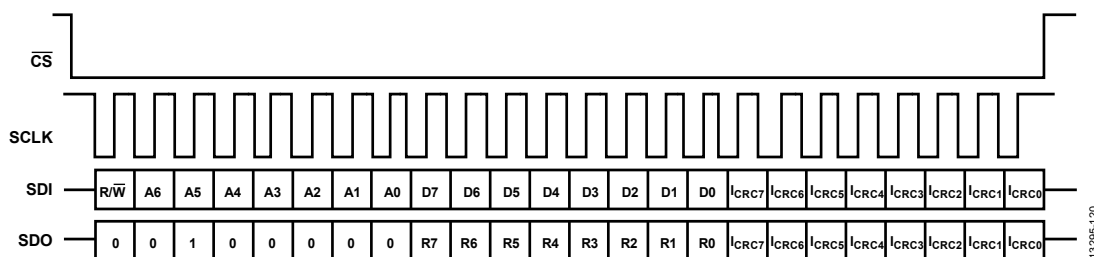 CS
SCLK
SDI R/W A6 A5 A4 A3 A2 A1 A0 D7 D6 D5 D4 D3 D2 D1 D0 ICRC7 ICRC6 ICRC5 ICRC4 ICRC3 ICRC2 ICRC1 ICRC0
SDO 0 0 1 0 0 0 0 0 R7 R6 R5 R4 R3 R2 R1 R0 ICRC7 ICRC6 ICRC5 ICRC4 ICRC3 ICRC2 ICRC1 ICRC0
13295-120